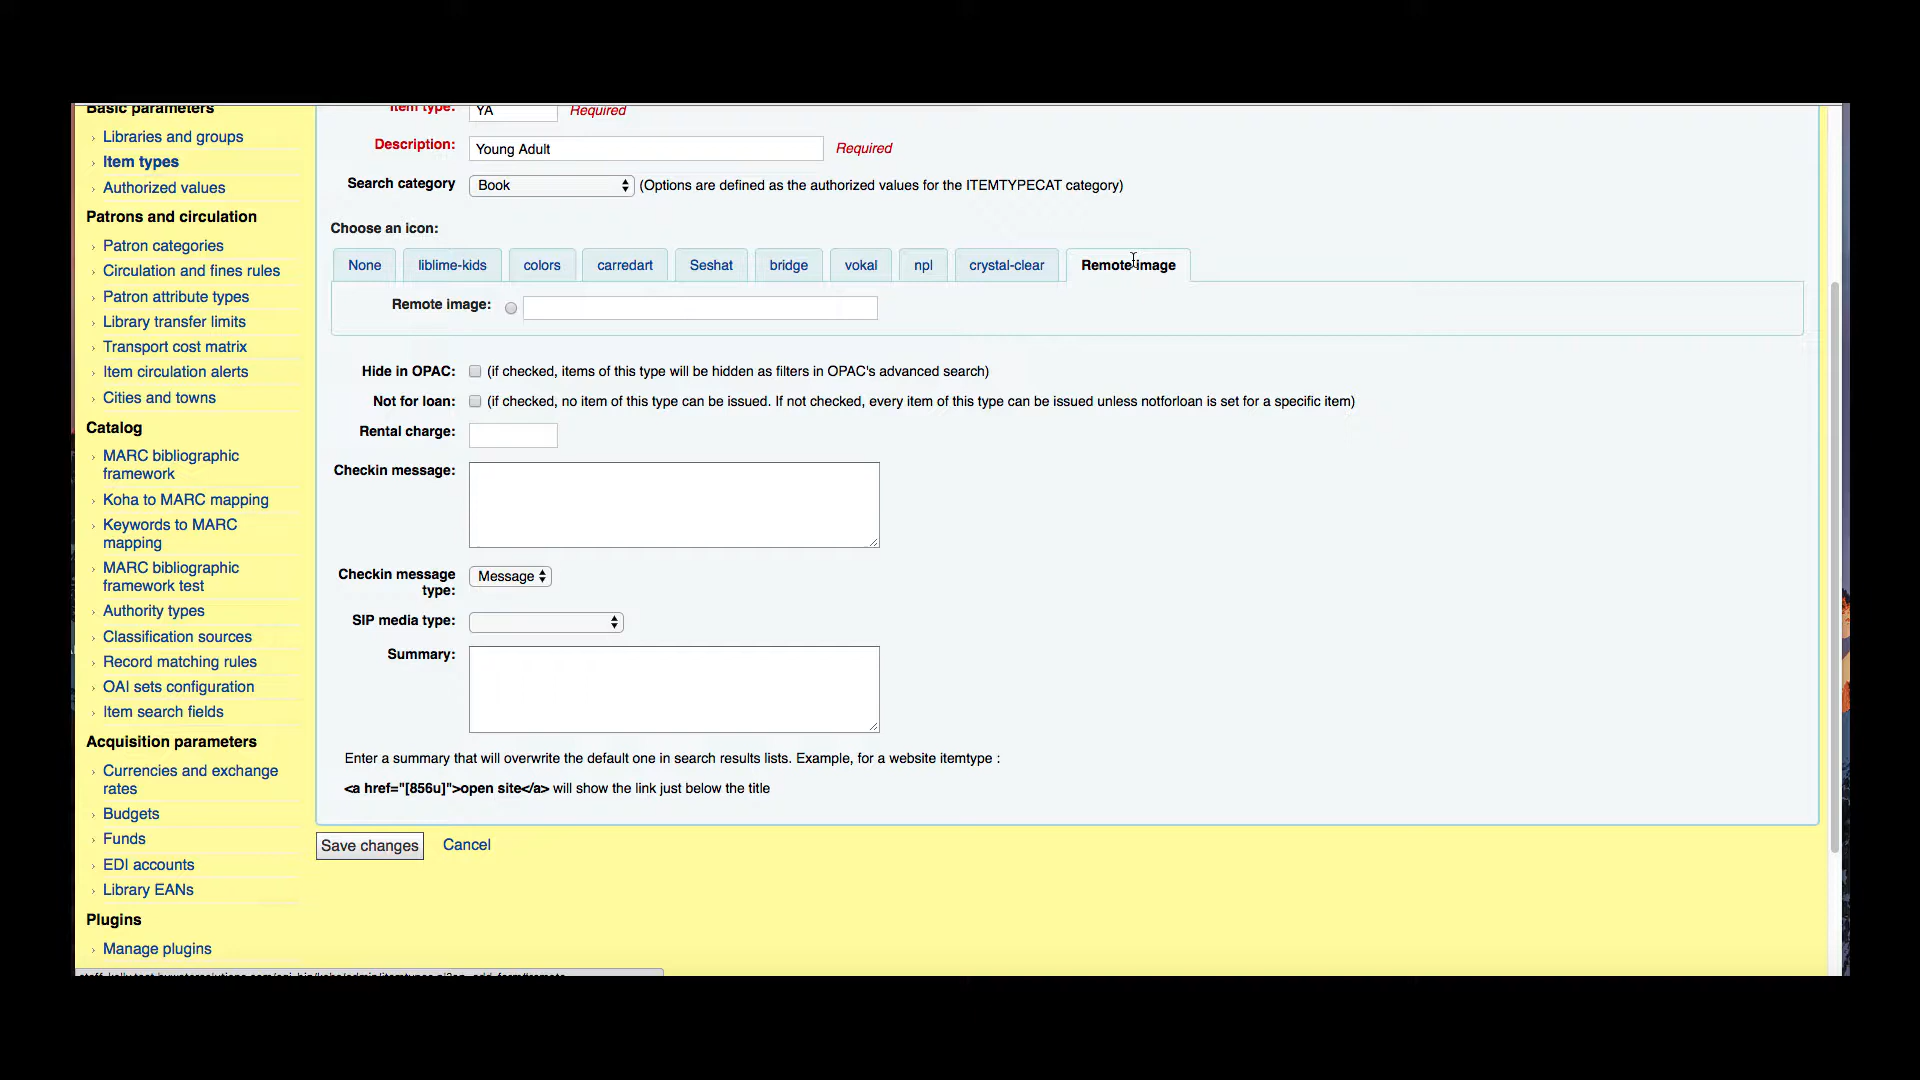 Basic parameters
Libraries and groups
Item types
Authorized values
Patrons and circulation
Patron categories
Circulation and fines rules
Patron attribute types
Library transfer limits
Transport cost matrix
Item circulation alerts
Cities and towns
Catalog
MARC bibliographic
framework
Koha to MARC mapping
Keywords to MARC
mapping
MARC bibliographic
framework test
Authority types
Classification sources
Record matching rules
OAI sets configuration
Item search fields
Acquisition parameters
Currencies and exchange
rates
Budgets
Funds
EDI accounts
Library EANs
Plugins
Manage plugins
Item type: YA Required
Description: Young Adult Required
Search category Book (Options are defined as the authorized values for the ITEMTYPECAT category)
Choose an icon:
None liblime-kids colors carredart Seshat bridge vokal npl crystal-clear Remote image
Remote image:
Hide in OPAC: (if checked, items of this type will be hidden as filters in OPAC's advanced search)
Not for loan: (if checked, no item of this type can be issued. If not checked, every item of this type can be issued unless notforloan is set for a specific item)
Rental charge:
Checkin message:
Checkin message
type: Message
SIP media type:
Summary:
Enter a summary that will overwrite the default one in search results lists. Example, for a website itemtype :
<a href="[856u]">open site</a> will show the link just below the title
Save changes Cancel